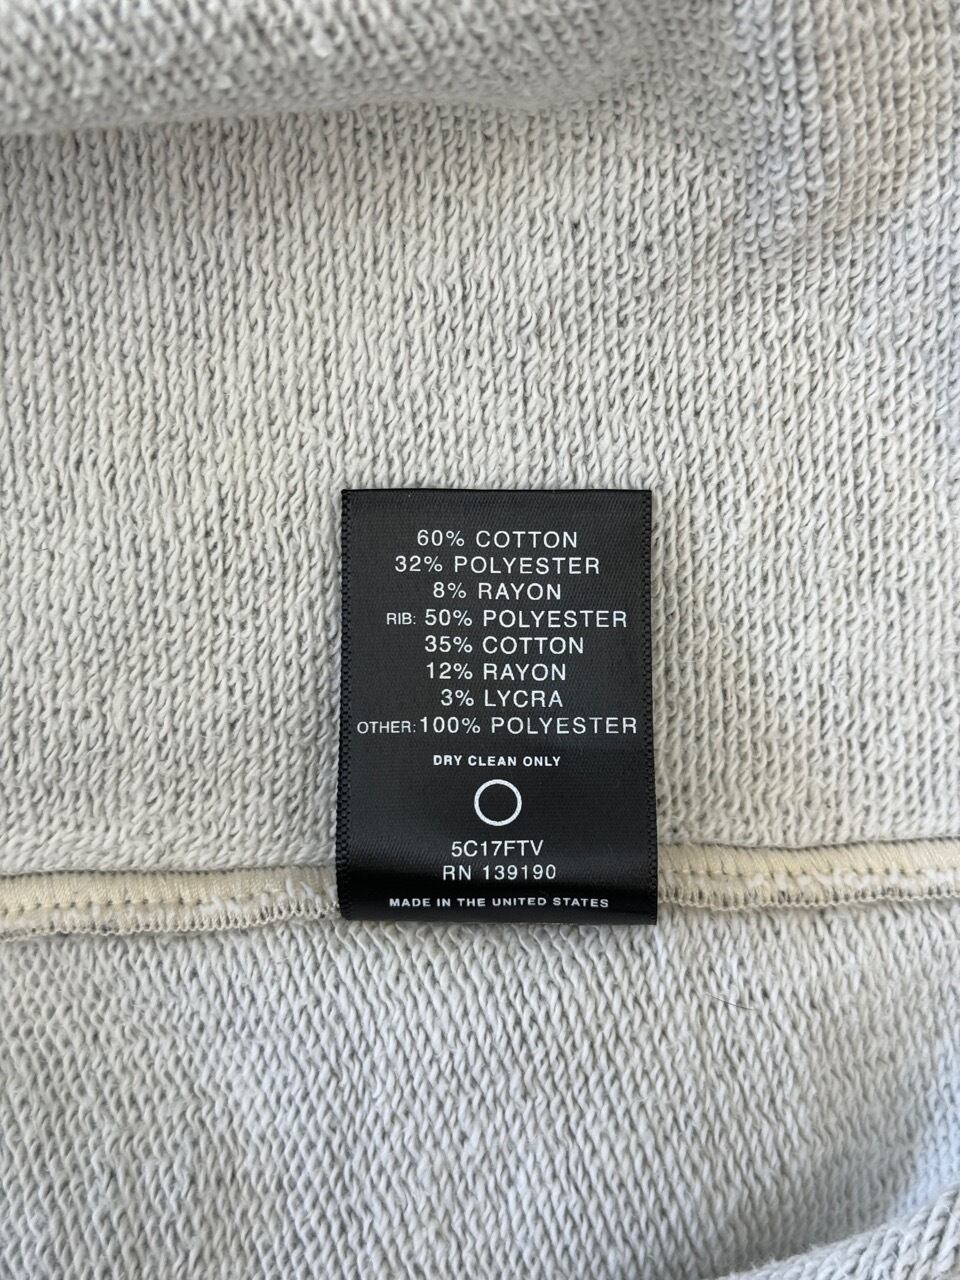 60% COTTON
32% POLYESTER
8% RAYON
RIB: 50% POLYESTER
35% COTTON
12% RAYON
3% LYCRA
OTHER: 100% POLYESTER
DRY CLEAN ONLY
5C17FTV
RN 139190
MADE IN THE UNITED STATES